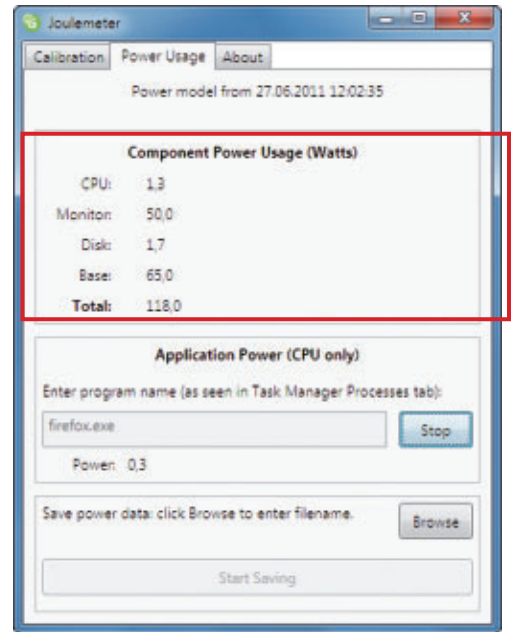 Joulemeter
Calibration Power Usage About
Power model from 27.06.2011 12:02:35
Component Power Usage (Watts)
CPU: 1,3
Monitor: 50,0
Disk: 1,7
Base: 65,0
Total: 118,0
Application Power (CPU only)
Enter program name (as seen in Task Manager Processes tab):
firefox.exe Stop
Power: 0,3
Save power data: click Browse to enter filename. Browse
Start Saving